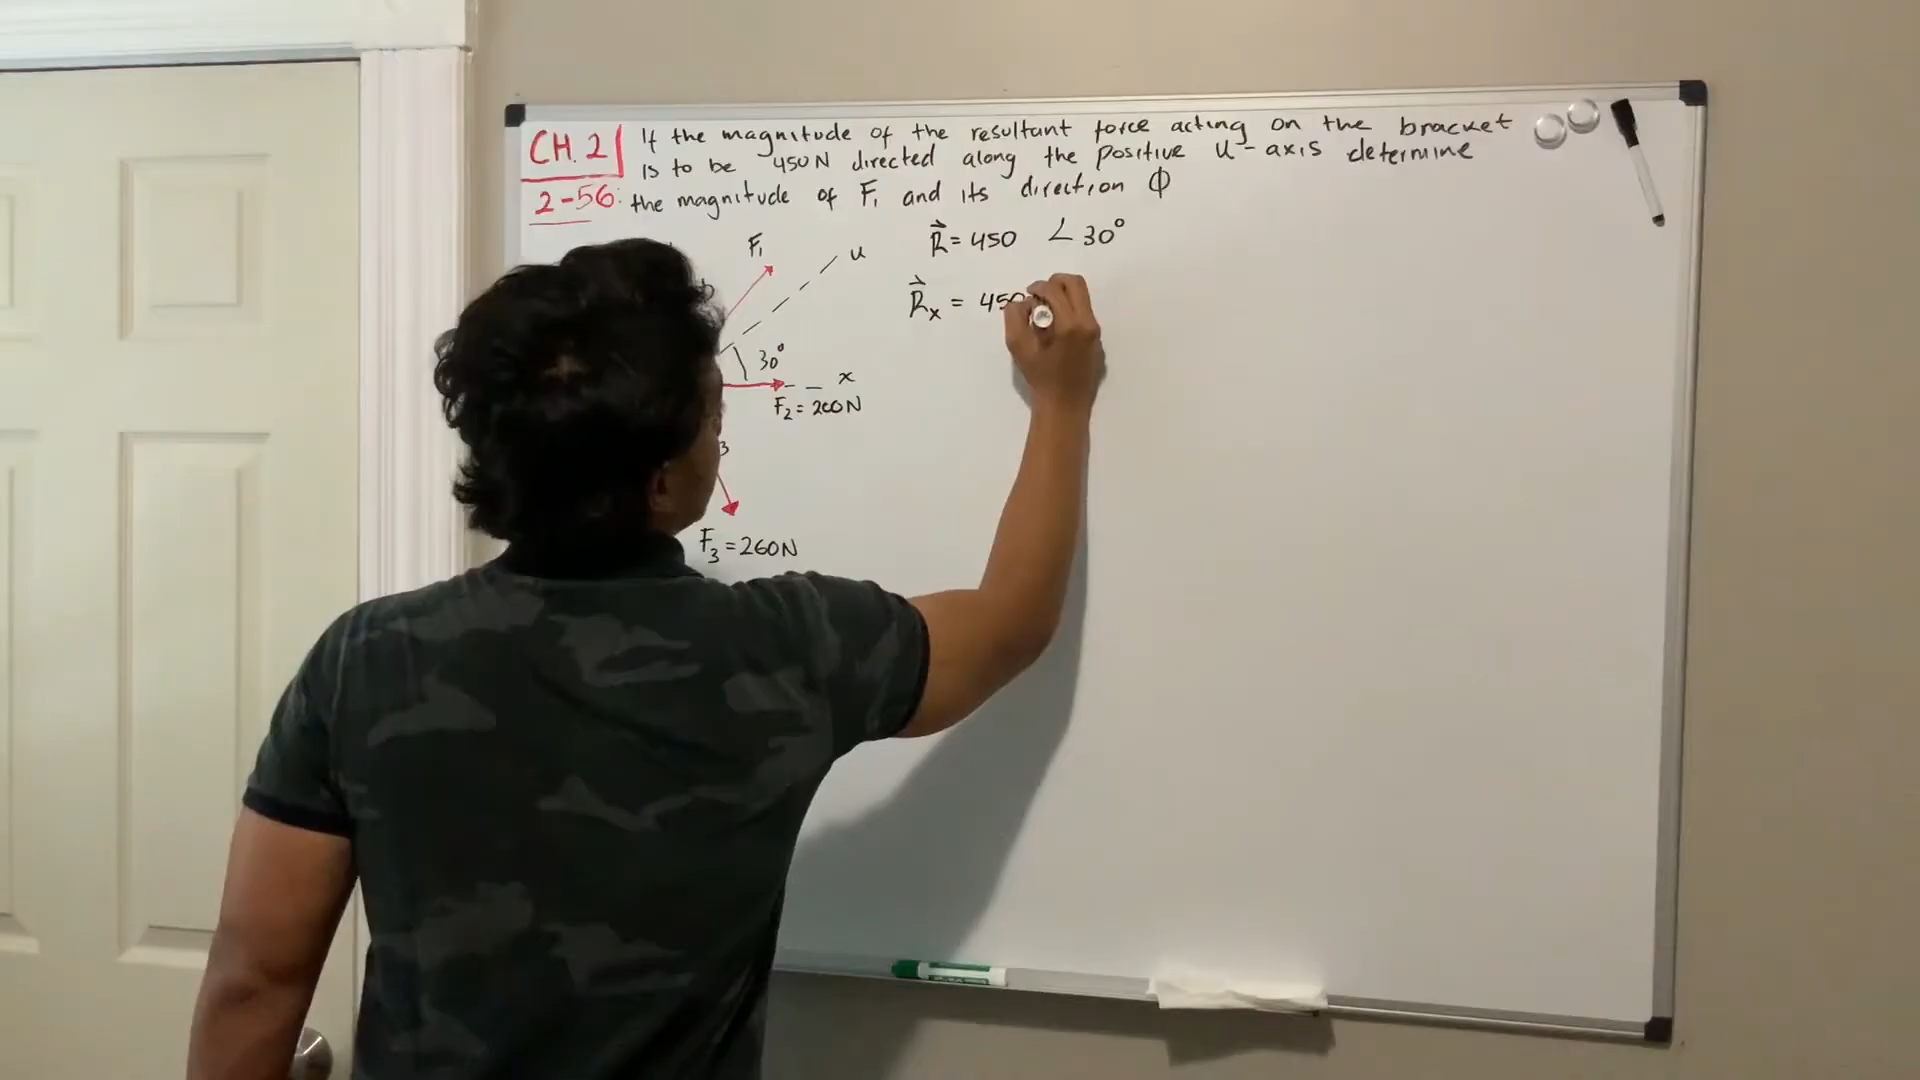 CH. 2 If the magnitude of the resultant force acting on the bracket
is to be 450N directed along the positive u-axis determine
2-56: the magnitude of F₁ and its direction ϕ
R⃗ = 450 ∠ 30°
F₁
u
R⃗ₓ = 450
30°
x
F₂ = 200N
3
F₃ = 260N